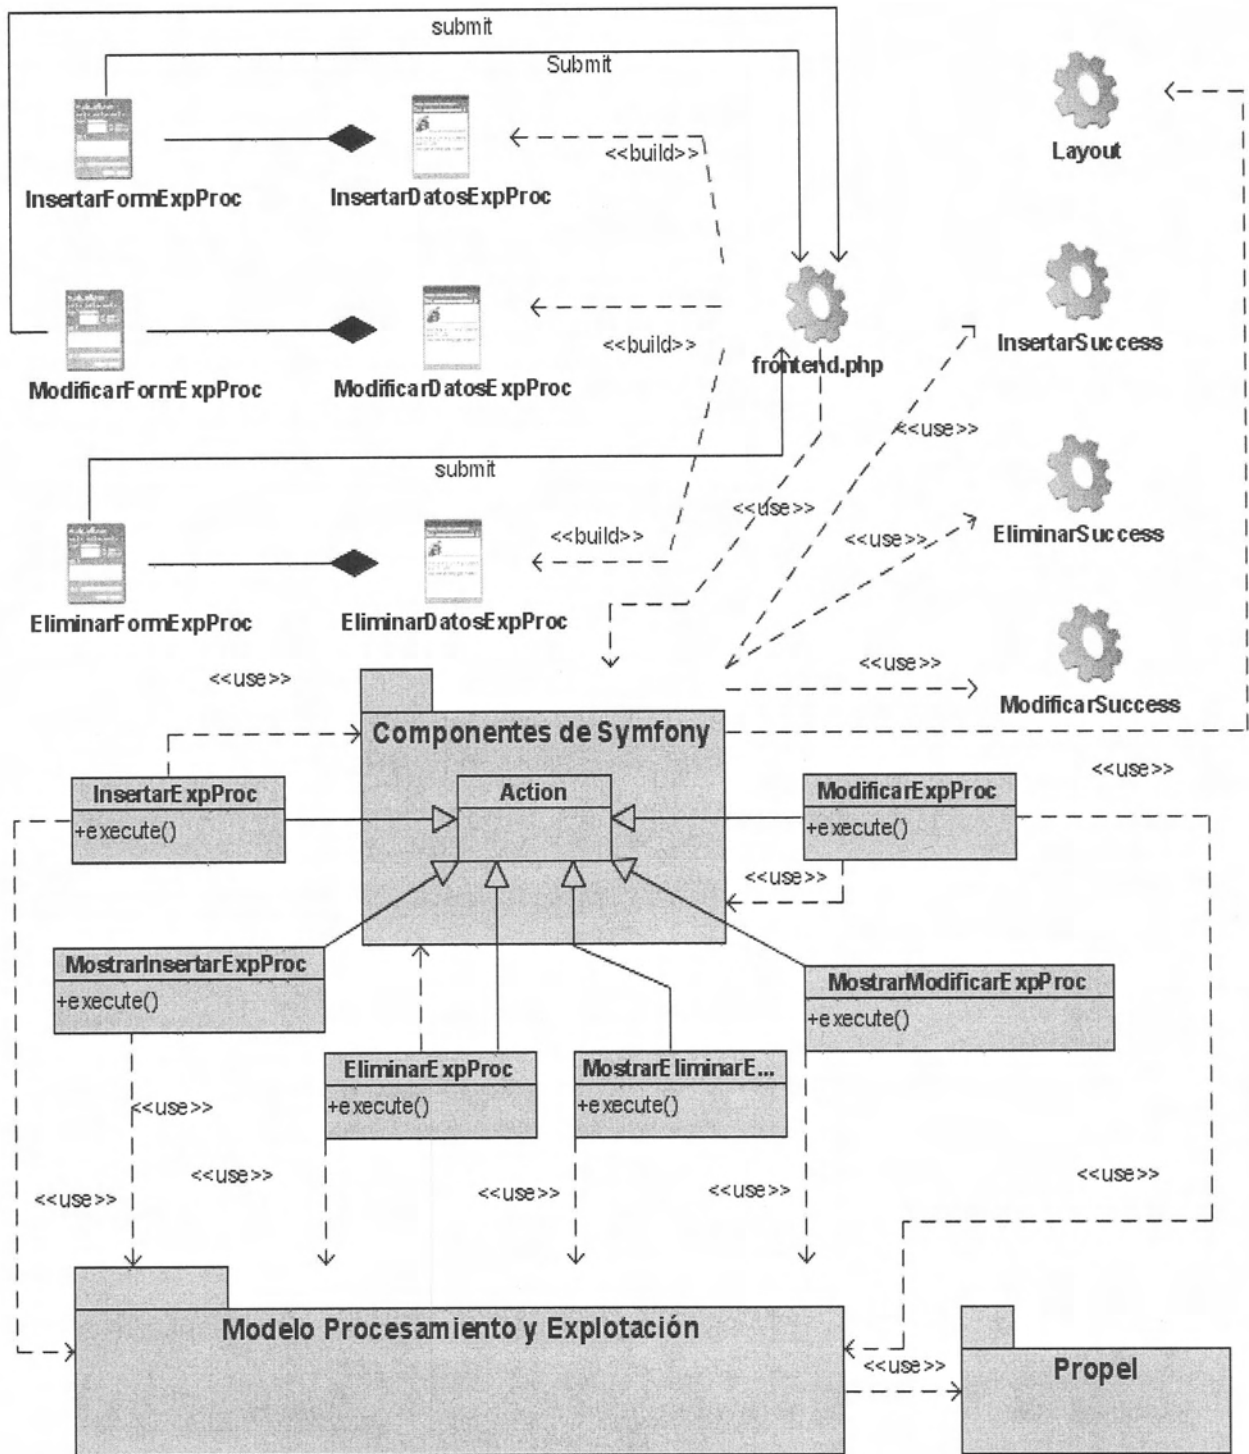 submit
Submit
InsertarFormExpProc
InsertarDatosExpProc
<<build>>
Layout
ModificarFormExpProc
ModificarDatosExpProc
<<build>>
frontend.php
InsertarSuccess
<<use>>
submit
<<use>>
<<build>>
<<use>>
EliminarSuccess
EliminarFormExpProc
EliminarDatosExpProc
<<use>>
<<use>>
ModificarSuccess
Componentes de Symfony
<<use>>
InsertarExpProc
+execute()
Action
ModificarExpProc
+execute()
<<use>>
MostrarInsertarExpProc
+execute()
MostrarModificarExpProc
+execute()
EliminarExpProc
+execute()
MostrarEliminarE...
+execute()
<<use>>
<<use>>
<<use>>
<<use>>
<<use>>
<<use>>
Modelo Procesamiento y Explotación
<<use>>
Propel